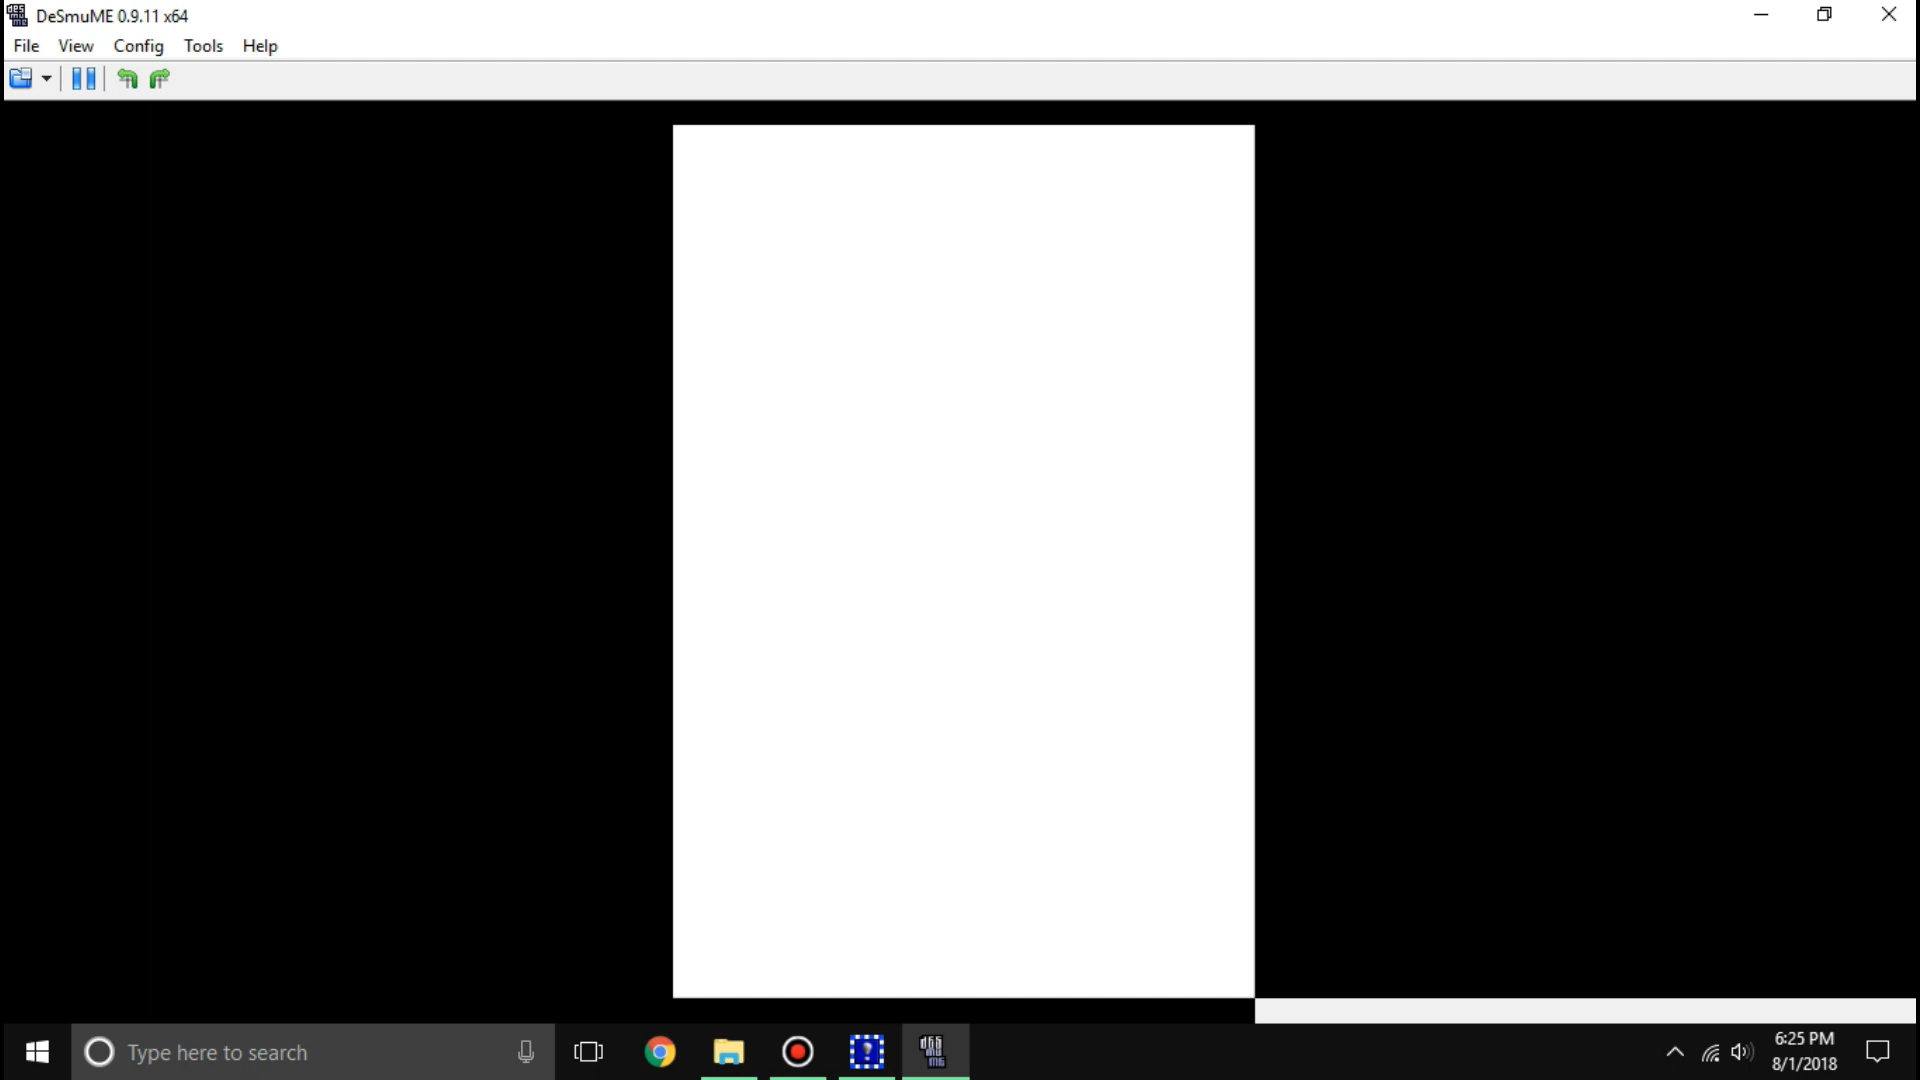 DeSmuME 0.9.11 x64
File View Config Tools Help
Type here to search
6:25 PM
8/1/2018